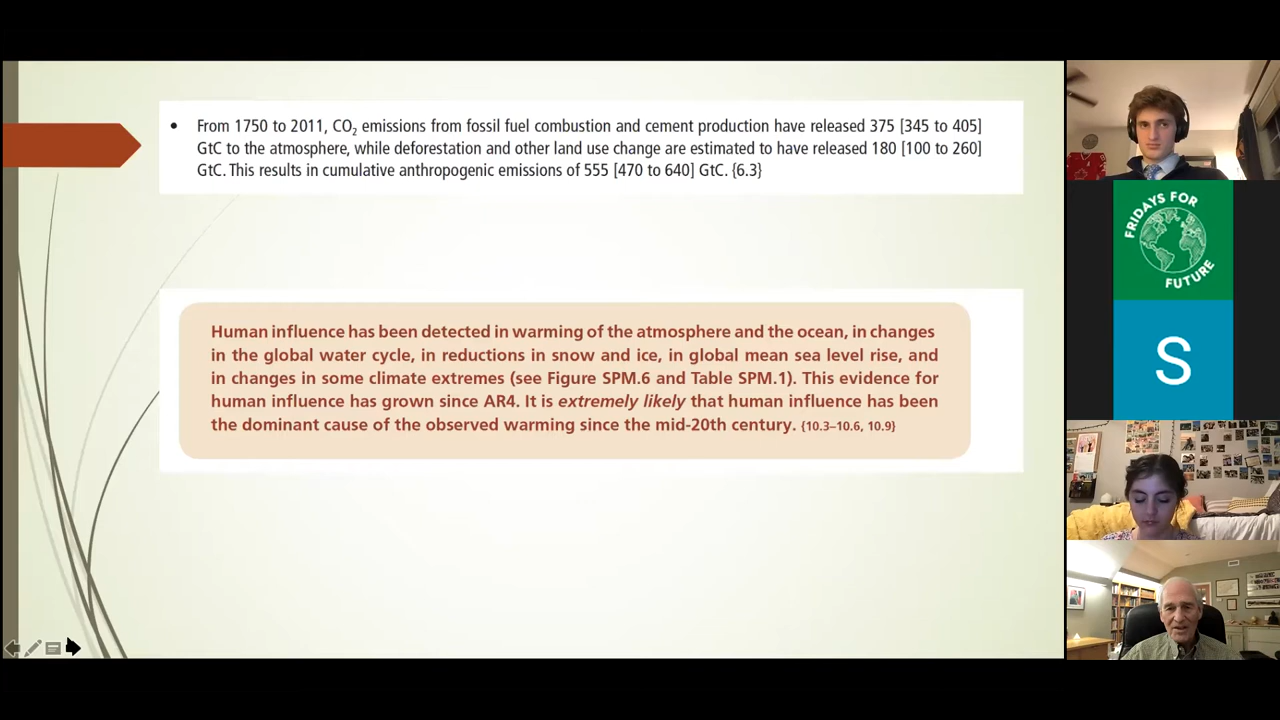 • From 1750 to 2011, CO₂ emissions from fossil fuel combustion and cement production have released 375 [345 to 405]
GtC to the atmosphere, while deforestation and other land use change are estimated to have released 180 [100 to 260]
GtC. This results in cumulative anthropogenic emissions of 555 [470 to 640] GtC. {6.3}
Human influence has been detected in warming of the atmosphere and the ocean, in changes
in the global water cycle, in reductions in snow and ice, in global mean sea level rise, and
in changes in some climate extremes (see Figure SPM.6 and Table SPM.1). This evidence for
human influence has grown since AR4. It is extremely likely that human influence has been
the dominant cause of the observed warming since the mid-20th century. {10.3–10.6, 10.9}
FRIDAYS FOR
FUTURE
S